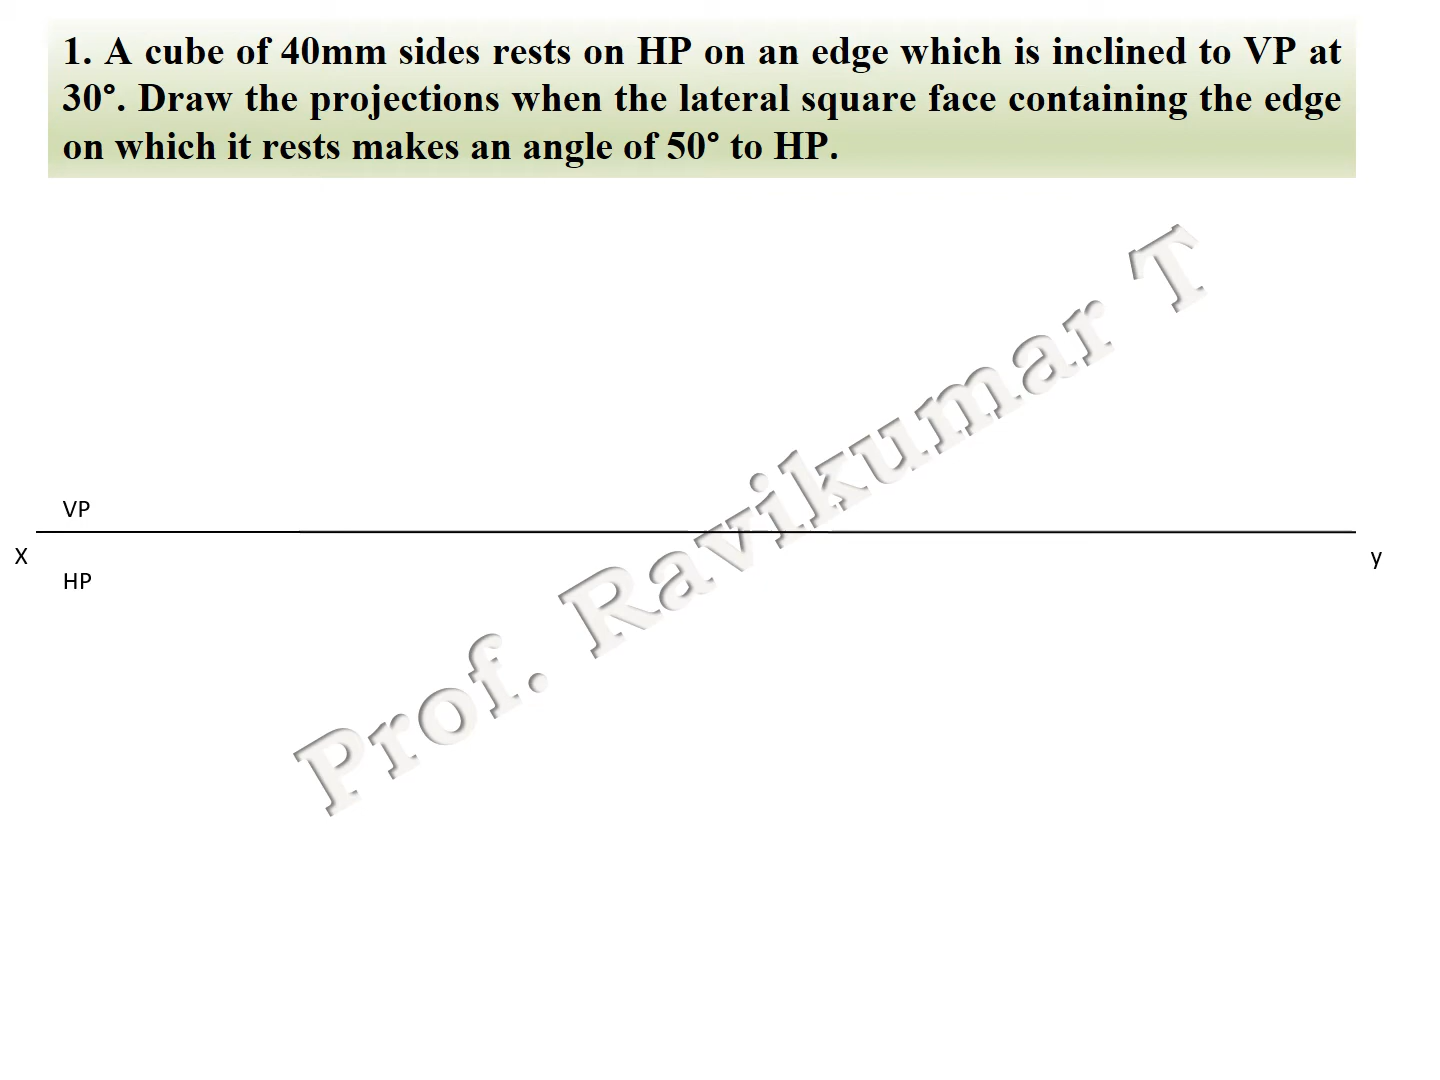 1. A cube of 40mm sides rests on HP on an edge which is inclined to VP at
30°. Draw the projections when the lateral square face containing the edge
on which it rests makes an angle of 50° to HP.
Prof. Ravikumar T
VP
X
y
HP